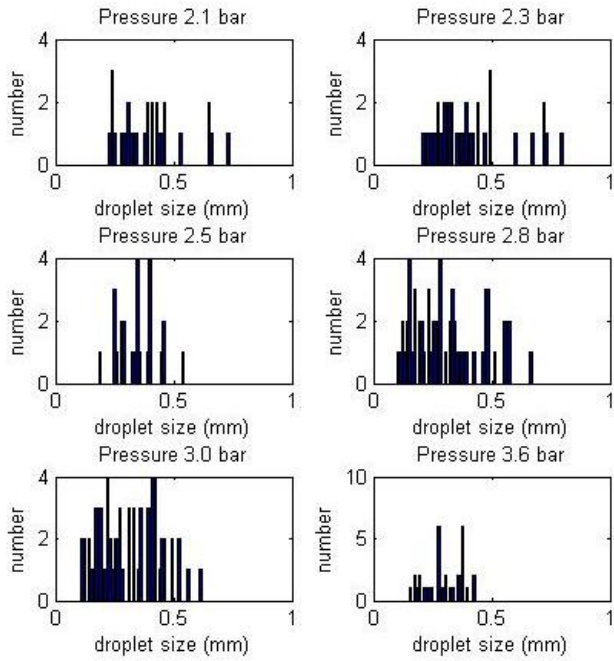 Pressure 2.1 bar
Pressure 2.3 bar
4
2
0
number
0
0.5
1
droplet size (mm)
4
2
0
number
0
0.5
1
droplet size (mm)
Pressure 2.5 bar
Pressure 2.8 bar
4
2
0
number
0
0.5
1
droplet size (mm)
4
2
0
number
0
0.5
1
droplet size (mm)
Pressure 3.0 bar
Pressure 3.6 bar
4
2
0
number
0
0.5
1
droplet size (mm)
10
5
0
number
0
0.5
1
droplet size (mm)